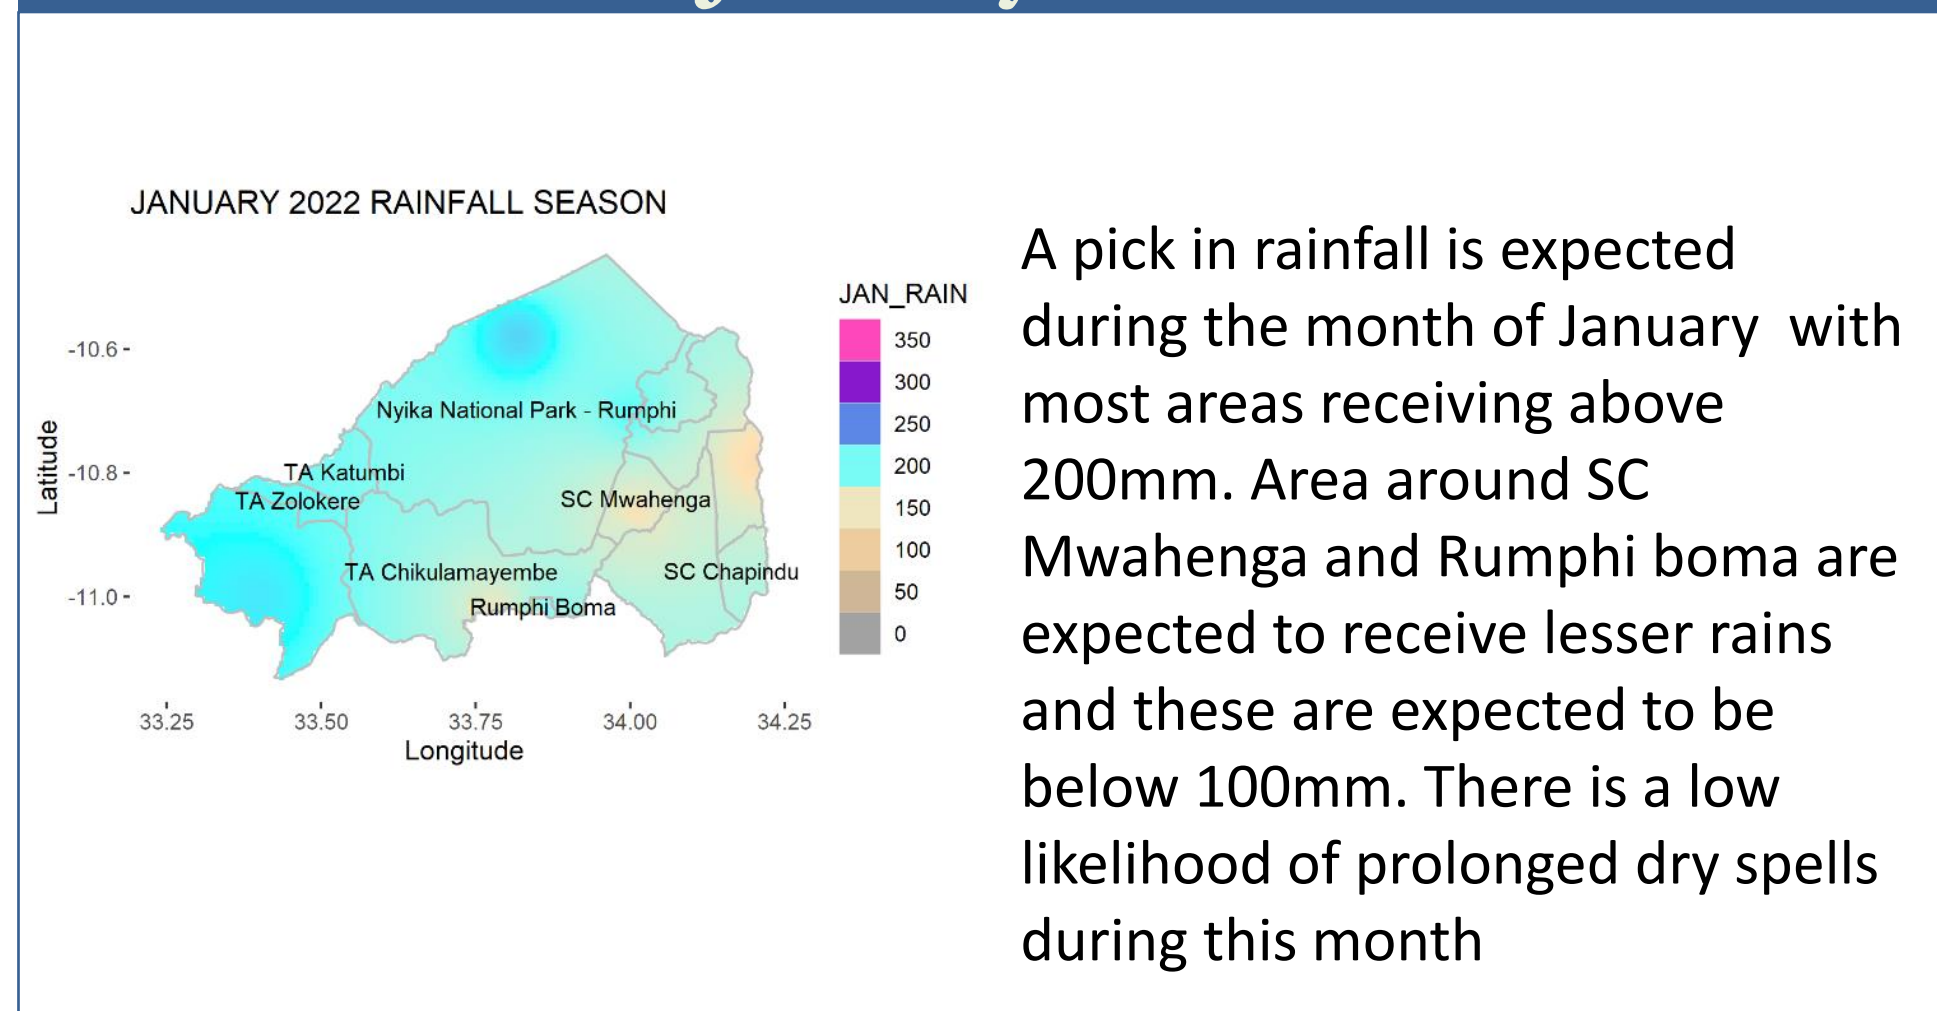 JANUARY 2022 RAINFALL SEASON
JAN_RAIN
350
300
250
200
150
100
50
0
Latitude
-10.6
-10.8
-11.0
Nyika National Park - Rumphi
TA Katumbi
TA Zolokere
SC Mwahenga
TA Chikulamayembe
SC Chapindu
Rumphi Boma
33.25
33.50
33.75
34.00
34.25
Longitude
A pick in rainfall is expected
during the month of January  with
most areas receiving above
200mm. Area around SC
Mwahenga and Rumphi boma are
expected to receive lesser rains
and these are expected to be
below 100mm. There is a low
likelihood of prolonged dry spells
during this month